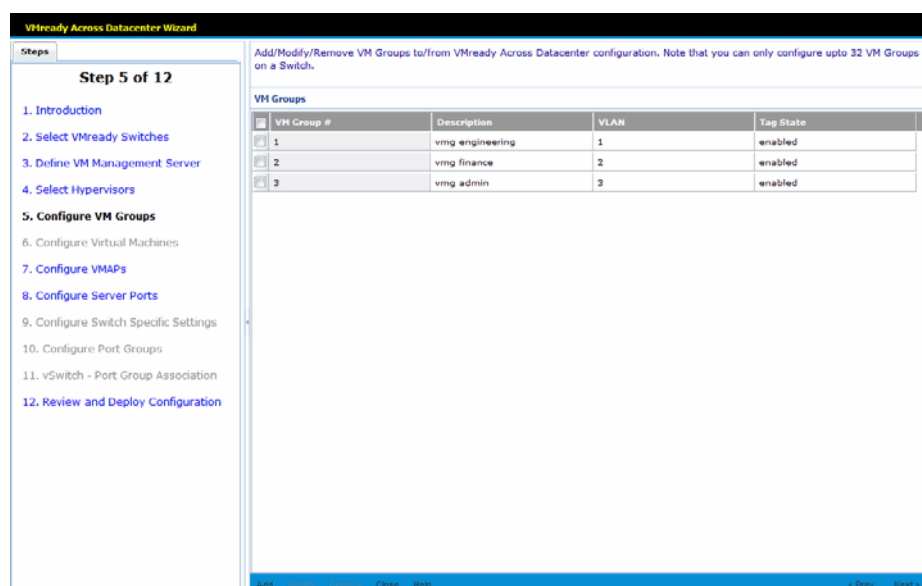 VMready Across Datacenter Wizard
Steps
Step 5 of 12
1. Introduction
2. Select VMready Switches
3. Define VM Management Server
4. Select Hypervisors
5. Configure VM Groups
6. Configure Virtual Machines
7. Configure VMAPs
8. Configure Server Ports
9. Configure Switch Specific Settings
10. Configure Port Groups
11. vSwitch - Port Group Association
12. Review and Deploy Configuration
Add/Modify/Remove VM Groups to/from VMready Across Datacenter configuration. Note that you can only configure upto 32 VM Groups
on a Switch.
VM Groups
VM Group # Description VLAN Tag State
1 vmg engineering 1 enabled
2 vmg finance 2 enabled
3 vmg admin 3 enabled
Add Close Help < Prev Next >